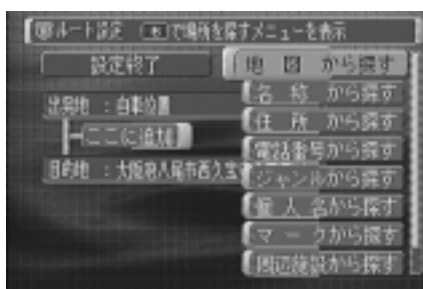 ルート設定 で場所を探すメニューを表示
設定終了
出発地 : 自車位置
ここに追加
目的地 : 大阪府八尾市西久宝
地 図 から探す
名 称 から探す
住 所 から探す
電話番号から探す
ジャンルから探す
個 人 名から探す
マ ー クから探す
周辺施設から探す